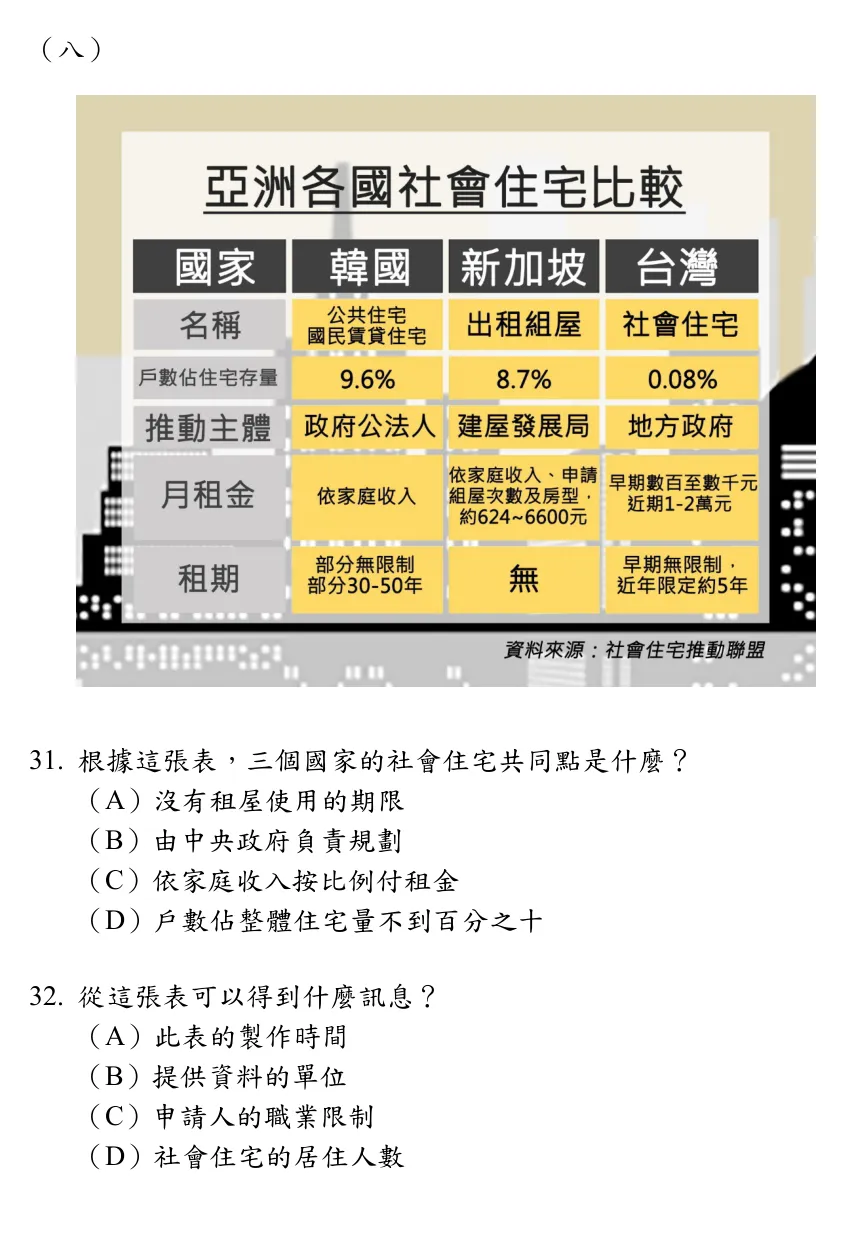 （八）
亞洲各國社會住宅比較
國家 韓國 新加坡 台灣
名稱 公共住宅 國民賃貸住宅 出租組屋 社會住宅
戶數佔住宅存量 9.6% 8.7% 0.08%
推動主體 政府公法人 建屋發展局 地方政府
月租金 依家庭收入 依家庭收入、申請組屋次數及房型，約624~6600元 早期數百至數千元 近期1-2萬元
租期 部分無限制 部分30-50年 無 早期無限制，近年限定約5年
資料來源：社會住宅推動聯盟
31. 根據這張表，三個國家的社會住宅共同點是什麼？
（A）沒有租屋使用的期限
（B）由中央政府負責規劃
（C）依家庭收入按比例付租金
（D）戶數佔整體住宅量不到百分之十
32. 從這張表可以得到什麼訊息？
（A）此表的製作時間
（B）提供資料的單位
（C）申請人的職業限制
（D）社會住宅的居住人數